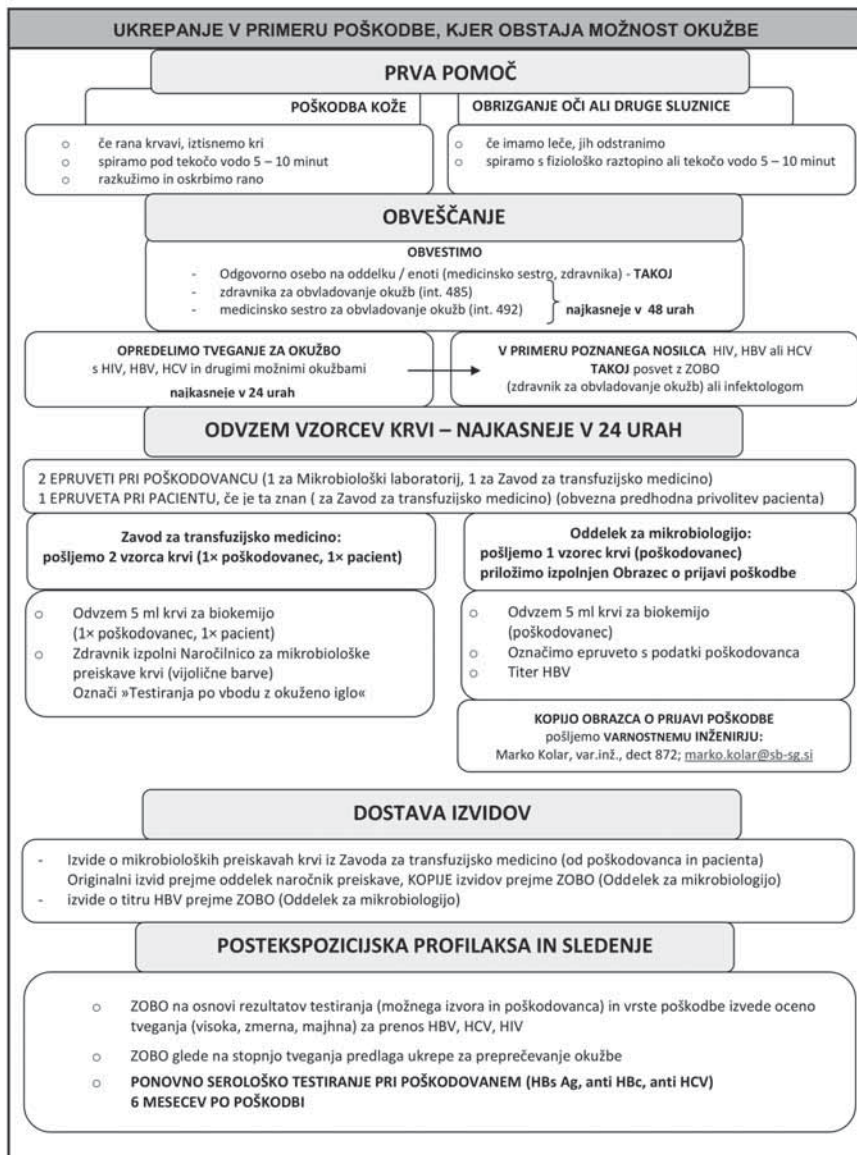 UKREPANJE V PRIMERU POŠKODBE, KJER OBSTAJA MOŽNOST OKUŽBE
PRVA POMOČ
POŠKODBA KOŽE
o če rana krvavi, iztisnemo kri
o spiramo pod tekočo vodo 5 – 10 minut
o razkužimo in oskrbimo rano
OBRIZGANJE OČI ALI DRUGE SLUZNICE
o če imamo leče, jih odstranimo
o spiramo s fiziološko raztopino ali tekočo vodo 5 – 10 minut
OBVEŠČANJE
OBVESTIMO
- Odgovorno osebo na oddelku / enoti (medicinsko sestro, zdravnika) - TAKOJ
- zdravnika za obvladovanje okužb (int. 485)
- medicinsko sestro za obvladovanje okužb (int. 492)
najkasneje v 48 urah
OPREDELIMO TVEGANJE ZA OKUŽBO
s HIV, HBV, HCV in drugimi možnimi okužbami
najkasneje v 24 urah
V PRIMERU POZNANEGA NOSILCA HIV, HBV ali HCV
TAKOJ posvet z ZOBO
(zdravnik za obvladovanje okužb) ali infektologom
ODVZEM VZORCEV KRVI – NAJKASNEJE V 24 URAH
2 EPRUVETI PRI POŠKODOVANCU (1 za Mikrobiološki laboratorij, 1 za Zavod za transfuzijsko medicino)
1 EPRUVETA PRI PACIENTU, če je ta znan ( za Zavod za transfuzijsko medicino) (obvezna predhodna privolitev pacienta)
Zavod za transfuzijsko medicino:
pošljemo 2 vzorca krvi (1× poškodovanec, 1× pacient)
o Odvzem 5 ml krvi za biokemijo
(1× poškodovanec, 1× pacient)
o Zdravnik izpolni Naročilnico za mikrobiološke
preiskave krvi (vijolične barve)
Označi »Testiranja po vbodu z okuženo iglo«
Oddelek za mikrobiologijo:
pošljemo 1 vzorec krvi (poškodovanec)
priložimo izpolnjen Obrazec o prijavi poškodbe
o Odvzem 5 ml krvi za biokemijo
(poškodovanec)
o Označimo epruveto s podatki poškodovanca
o Titer HBV
KOPIJO OBRAZCA O PRIJAVI POŠKODBE
pošljemo VARNOSTNEMU INŽENIRJU:
Marko Kolar, var.inž., dect 872; marko.kolar@sb-sg.si
DOSTAVA IZVIDOV
- Izvide o mikrobioloških preiskavah krvi iz Zavoda za transfuzijsko medicino (od poškodovanca in pacienta)
Originalni izvid prejme oddelek naročnik preiskave, KOPIJE izvidov prejme ZOBO (Oddelek za mikrobiologijo)
- izvide o titru HBV prejme ZOBO (Oddelek za mikrobiologijo)
POSTEKSPOZICIJSKA PROFILAKSA IN SLEDENJE
o ZOBO na osnovi rezultatov testiranja (možnega izvora in poškodovanca) in vrste poškodbe izvede oceno
tveganja (visoka, zmerna, majhna) za prenos HBV, HCV, HIV
o ZOBO glede na stopnjo tveganja predlaga ukrepe za preprečevanje okužbe
o PONOVNO SEROLOŠKO TESTIRANJE PRI POŠKODOVANEM (HBs Ag, anti HBc, anti HCV)
6 MESECEV PO POŠKODBI